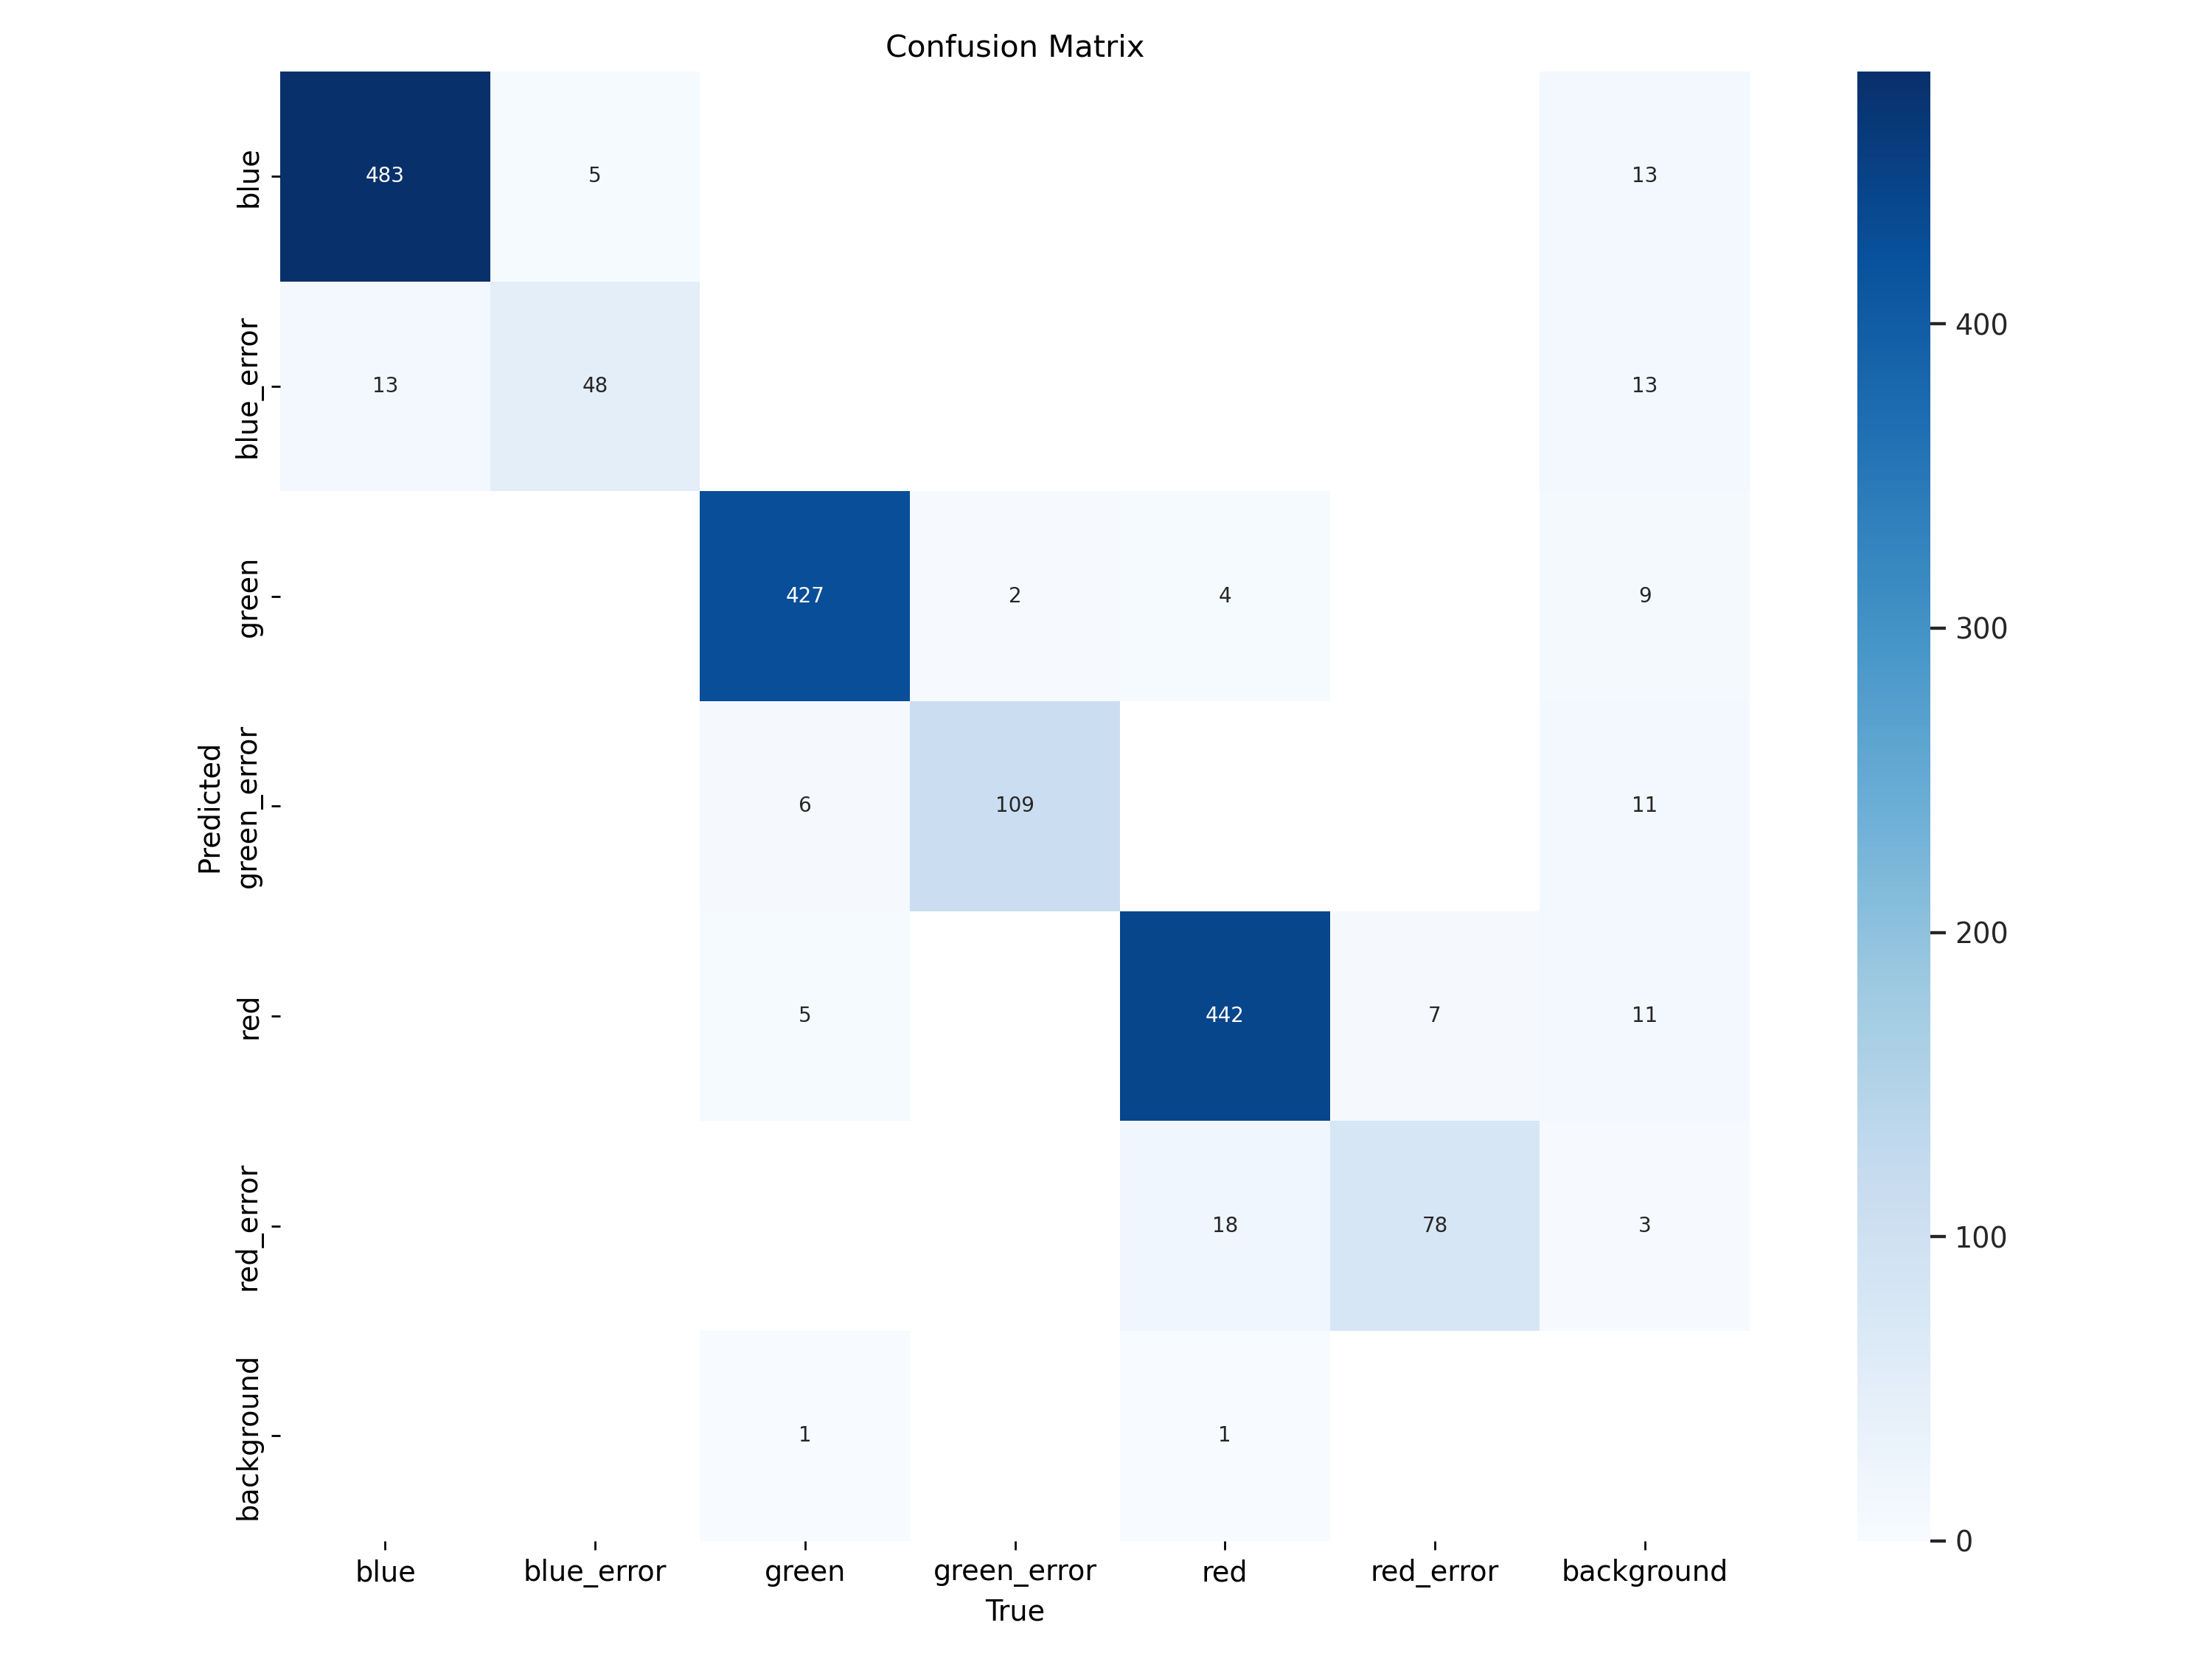 Confusion Matrix
blue
483 5 13
blue_error
13 48 13
400
green
427 2 4 9
300
Predicted
green_error
6 109 11
200
red
5 442 7 11
red_error
18 78 3
100
background
1 1
0
blue blue_error green green_error red red_error background
True